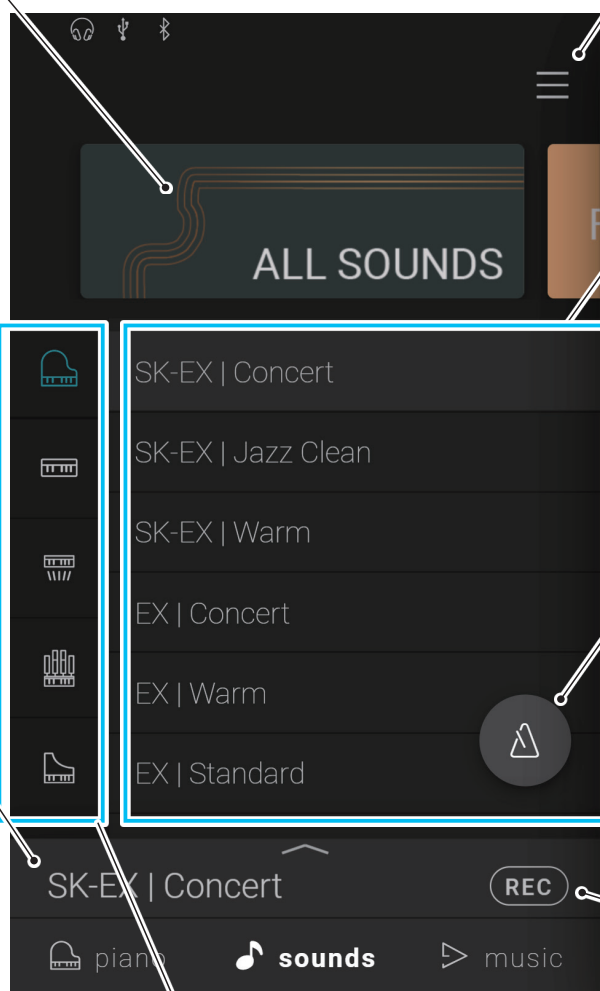 ALL SOUNDS
SK-EX | Concert
SK-EX | Jazz Clean
SK-EX | Warm
EX | Concert
EX | Warm
EX | Standard
SK-EX | Concert
REC
piano sounds music